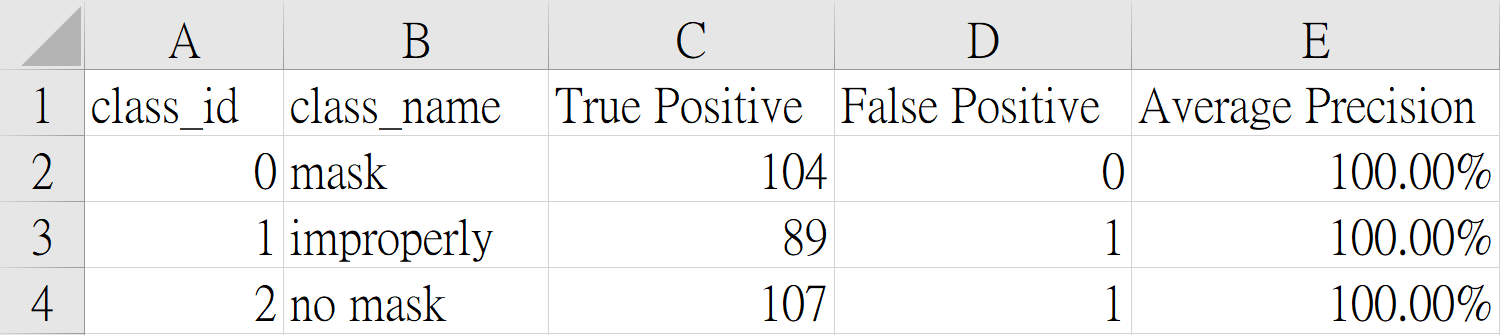 A B C D E
1 class_id class_name True Positive False Positive Average Precision
2 0 mask 104 0 100.00%
3 1 improperly 89 1 100.00%
4 2 no mask 107 1 100.00%